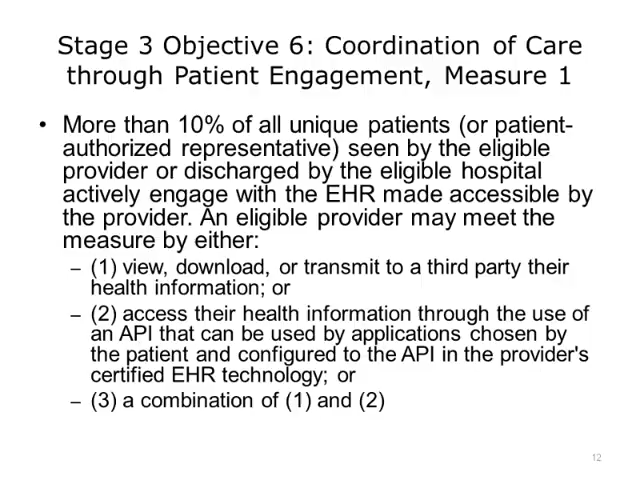 Stage 3 Objective 6: Coordination of Care
through Patient Engagement, Measure 1
• More than 10% of all unique patients (or patient-
authorized representative) seen by the eligible
provider or discharged by the eligible hospital
actively engage with the EHR made accessible by
the provider. An eligible provider may meet the
measure by either:
– (1) view, download, or transmit to a third party their
health information; or
– (2) access their health information through the use of
an API that can be used by applications chosen by
the patient and configured to the API in the provider's
certified EHR technology; or
– (3) a combination of (1) and (2)
12